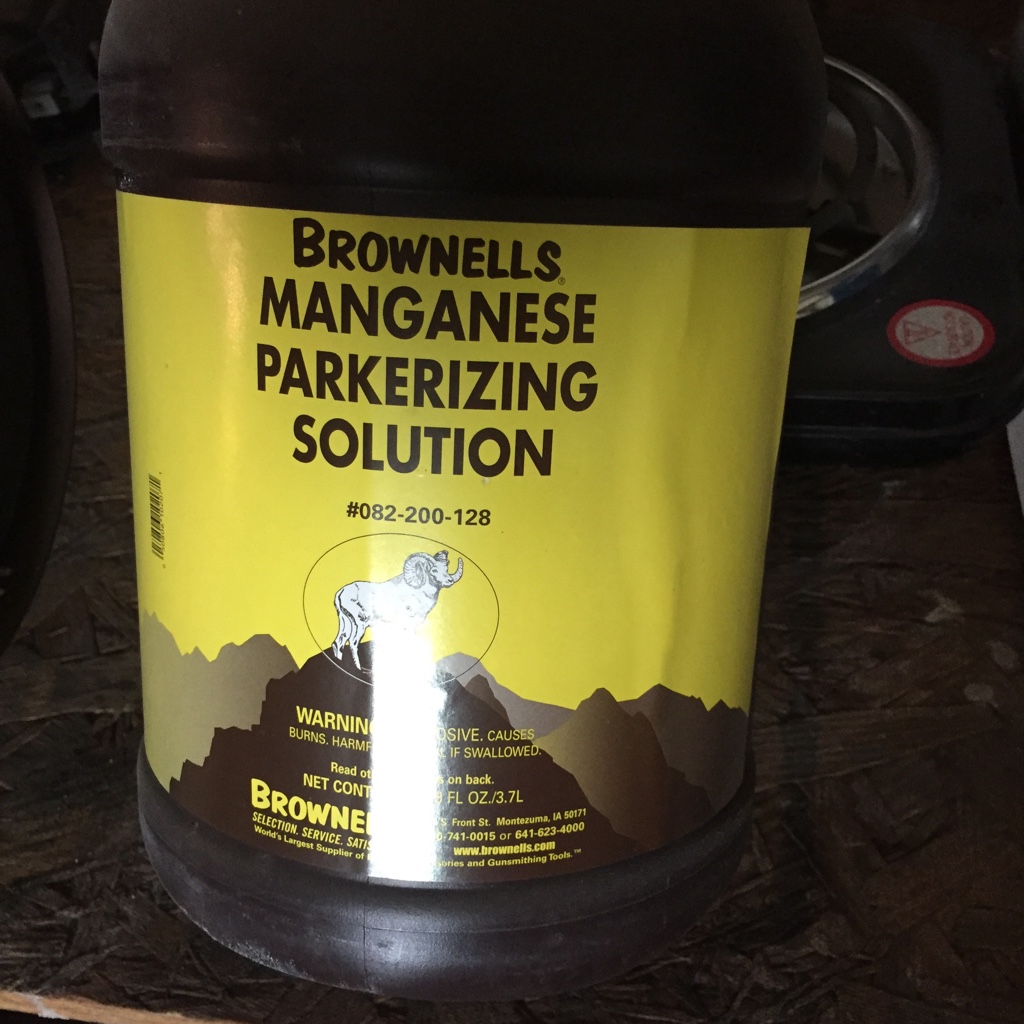 BROWNELLS®
MANGANESE
PARKERIZING
SOLUTION
#082-200-128
WARNING OSIVE. CAUSES
BURNS. HARMF IF SWALLOWED.
Read ot s on back.
NET CONT FL OZ./3.7L
BROWNEL
S. Front St. Montezuma, IA 50171
SELECTION. SERVICE. SATIS
-741-0015 or 641-623-4000
www.brownells.com
World's Largest Supplier of ories and Gunsmithing Tools.™